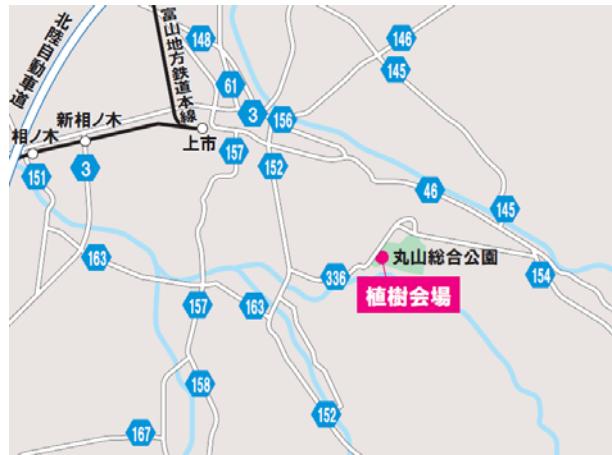 北陸自動車道
富山地方鉄道本線
148
146
145
61
3
156
新相ノ木
相ノ木
上市
157
152
151
3
46
145
163
336
丸山総合公園
154
植樹会場
157
163
158
152
167